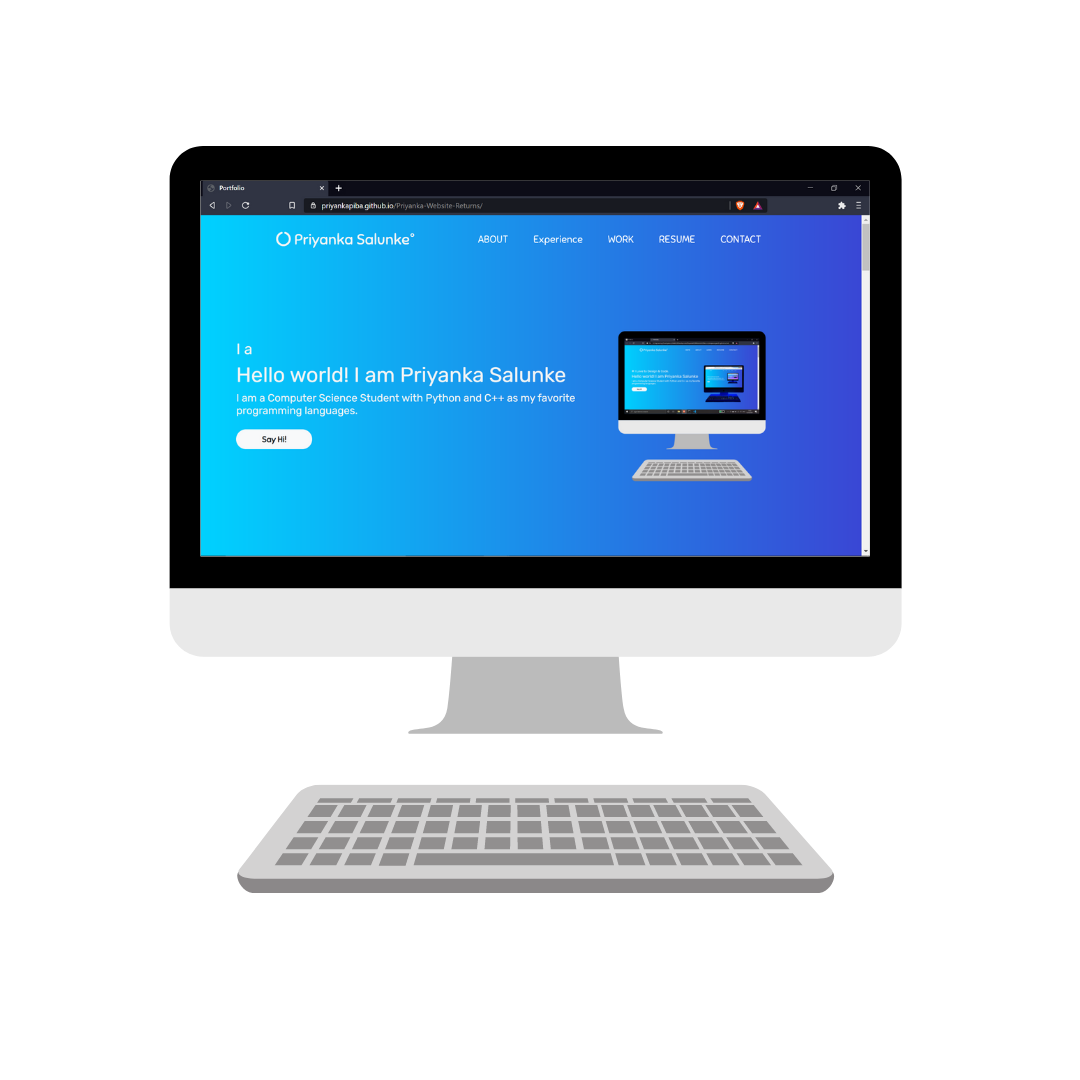 Portfolio
priyankapiba.github.io/Priyanka-Website-Returns/
Priyanka Salunke°
ABOUT Experience WORK RESUME CONTACT
I a
Hello world! I am Priyanka Salunke
I am a Computer Science Student with Python and C++ as my favorite
programming languages.
Say Hi!